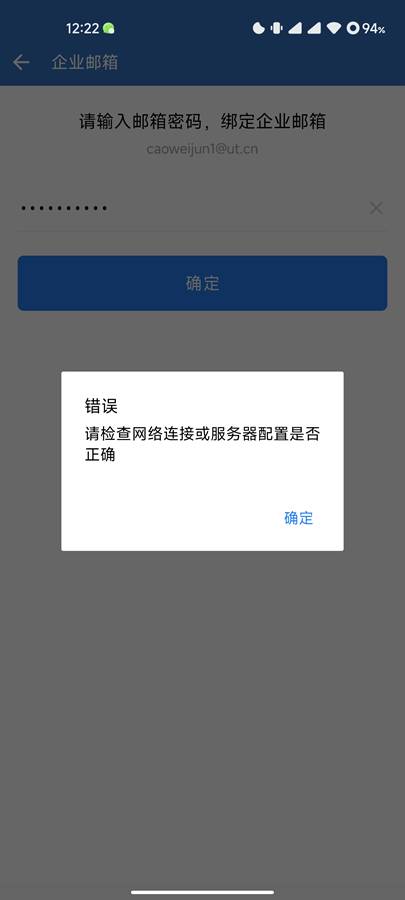 12:22
94%
企业邮箱
请输入邮箱密码，绑定企业邮箱
caoweijun1@ut.cn
••••••••••
确定
错误
请检查网络连接或服务器配置是否
正确
确定